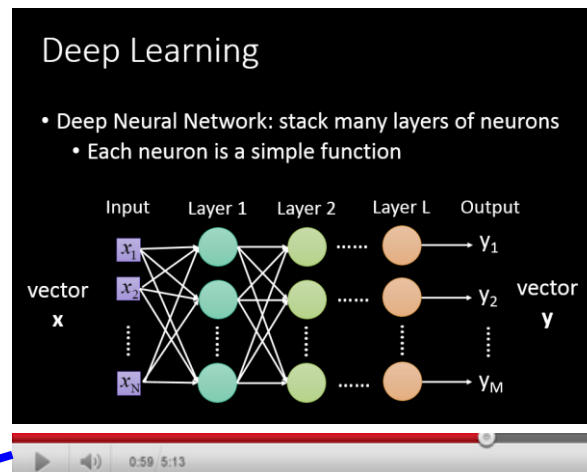 Deep Learning
• Deep Neural Network: stack many layers of neurons
• Each neuron is a simple function
Input Layer 1 Layer 2 Layer L Output
x1 ...... y1
vector x2 ...... y2 vector
x y
xN ...... yM
0:59 / 5:13